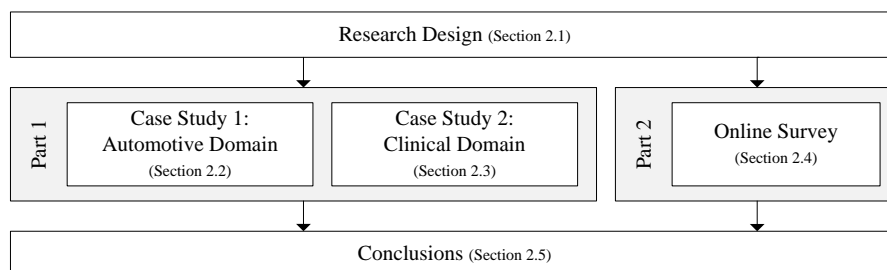 Research Design (Section 2.1)
Part 1
Case Study 1:
Automotive Domain
(Section 2.2)
Case Study 2:
Clinical Domain
(Section 2.3)
Part 2
Online Survey
(Section 2.4)
Conclusions (Section 2.5)